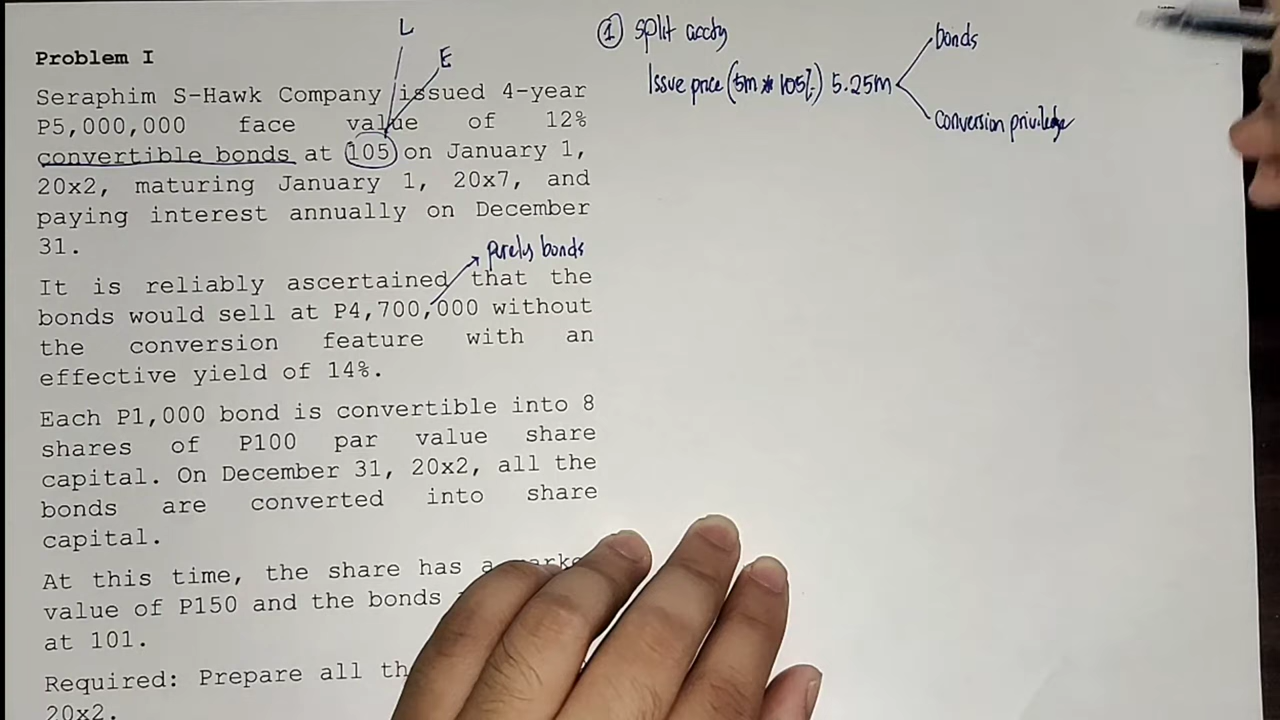 Problem I
Seraphim S-Hawk Company issued 4-year
P5,000,000 face value of 12%
convertible bonds at 105 on January 1,
20x2, maturing January 1, 20x7, and
paying interest annually on December
31.
It is reliably ascertained that the
bonds would sell at P4,700,000 without
the conversion feature with an
effective yield of 14%.
Each P1,000 bond is convertible into 8
shares of P100 par value share
capital. On December 31, 20x2, all the
bonds are converted into share
capital.
At this time, the share has a
value of P150 and the bonds
at 101.
Required: Prepare all
20x2.
L
E
purely bonds
① split acctg
Issue price (5m * 105%) 5.25m
bonds
conversion priviledge